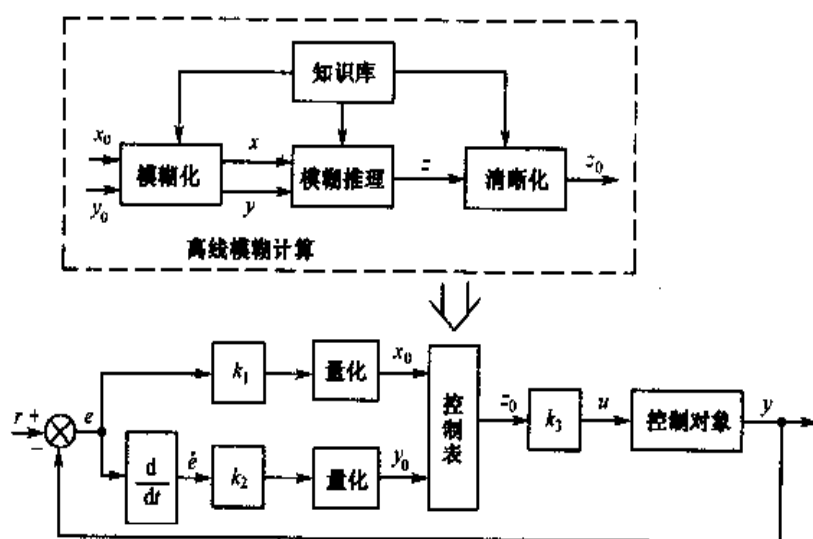 知识库
x₀
x
y₀
y
模糊化
模糊推理
z
清晰化
z₀
离线模糊计算
r
+
−
e
k₁
量化
x₀
d
dt
ė
k₂
量化
y₀
控制表
z₀
k₃
u
控制对象
y